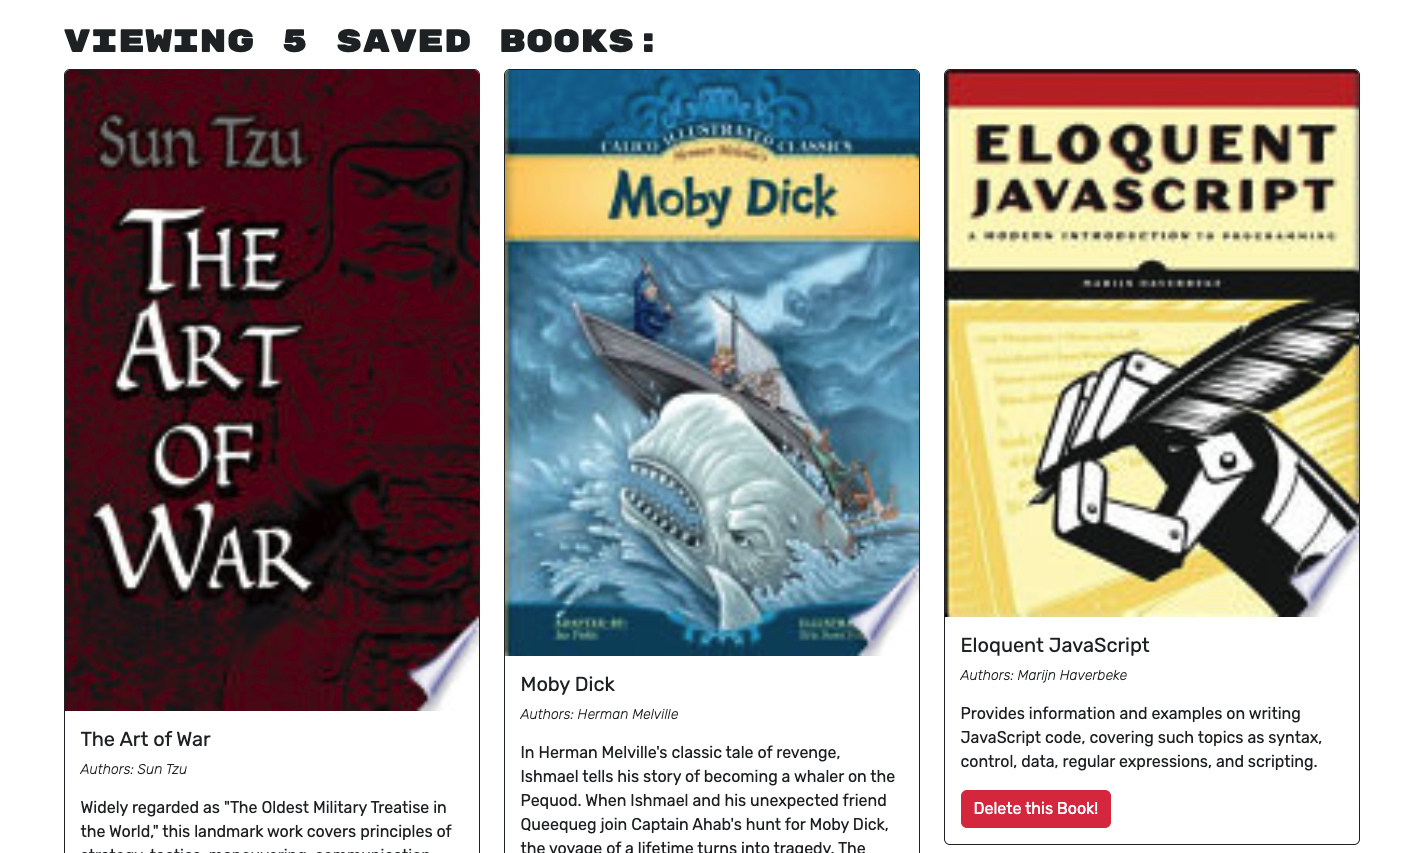 VIEWING 5 SAVED BOOKS:
Sun Tzu
THE
ART
OF
WAR
The Art of War
Authors: Sun Tzu
Widely regarded as "The Oldest Military Treatise in
the World," this landmark work covers principles of
CALICO ILLUSTRATED CLASSICS
Herman Melville's
Moby Dick
ADAPTED BY:
Moby Dick
Authors: Herman Melville
In Herman Melville's classic tale of revenge,
Ishmael tells his story of becoming a whaler on the
Pequod. When Ishmael and his unexpected friend
Queequeg join Captain Ahab's hunt for Moby Dick,
the voyage of a lifetime turns into tragedy. The
ELOQUENT
JAVASCRIPT
A MODERN INTRODUCTION TO PROGRAMMING
MARIJN HAVERBEKE
Eloquent JavaScript
Authors: Marijn Haverbeke
Provides information and examples on writing
JavaScript code, covering such topics as syntax,
control, data, regular expressions, and scripting.
Delete this Book!